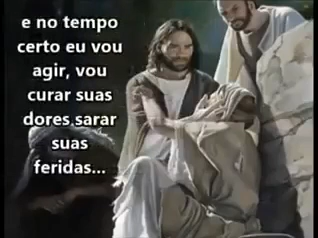 e no tempo
certo eu vou
agir, vou
curar suas
dores sarar
suas
feridas...